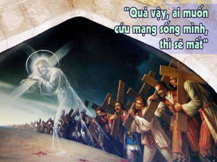 "Quả vậy, ai muốn
cứu mạng sống mình,
thì sẽ mất"